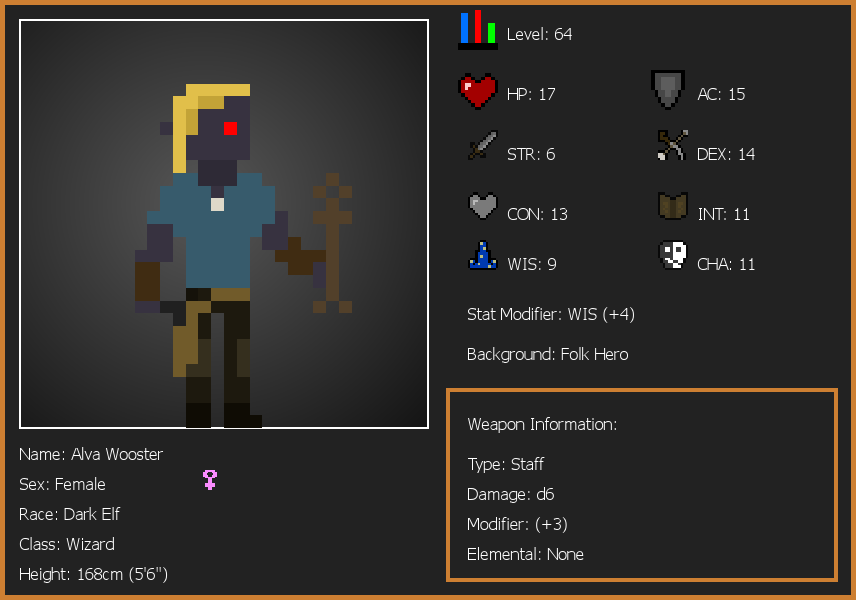 Level: 64
HP: 17
AC: 15
STR: 6
DEX: 14
CON: 13
INT: 11
WIS: 9
CHA: 11
Stat Modifier: WIS (+4)
Background: Folk Hero
Weapon Information:
Type: Staff
Damage: d6
Modifier: (+3)
Elemental: None
Name: Alva Wooster
Sex: Female
Race: Dark Elf
Class: Wizard
Height: 168cm (5'6")